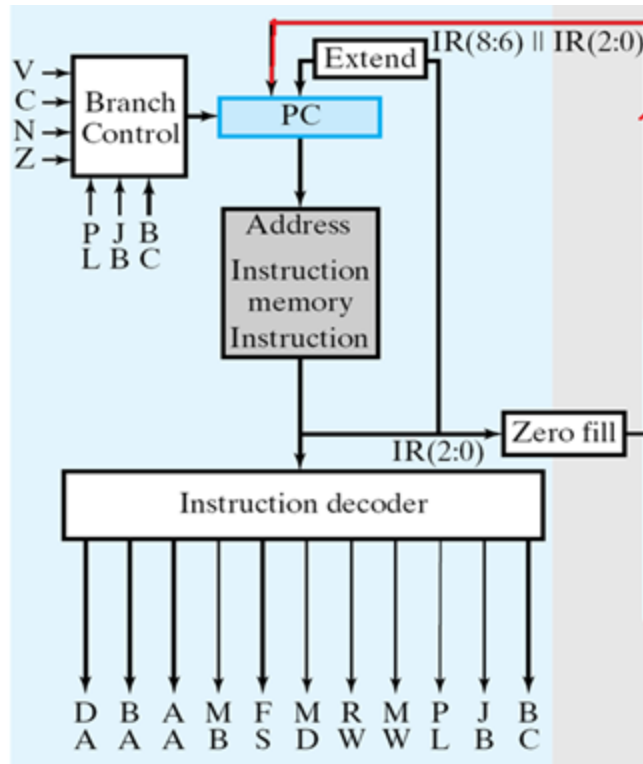 IR(8:6) || IR(2:0)
Extend
V
C
N
Z
Branch
Control
PC
P J B
L B C
Address
Instruction
memory
Instruction
IR(2:0)
Zero fill
Instruction decoder
D B A M F M R M P J B
A A A B S D W W L B C